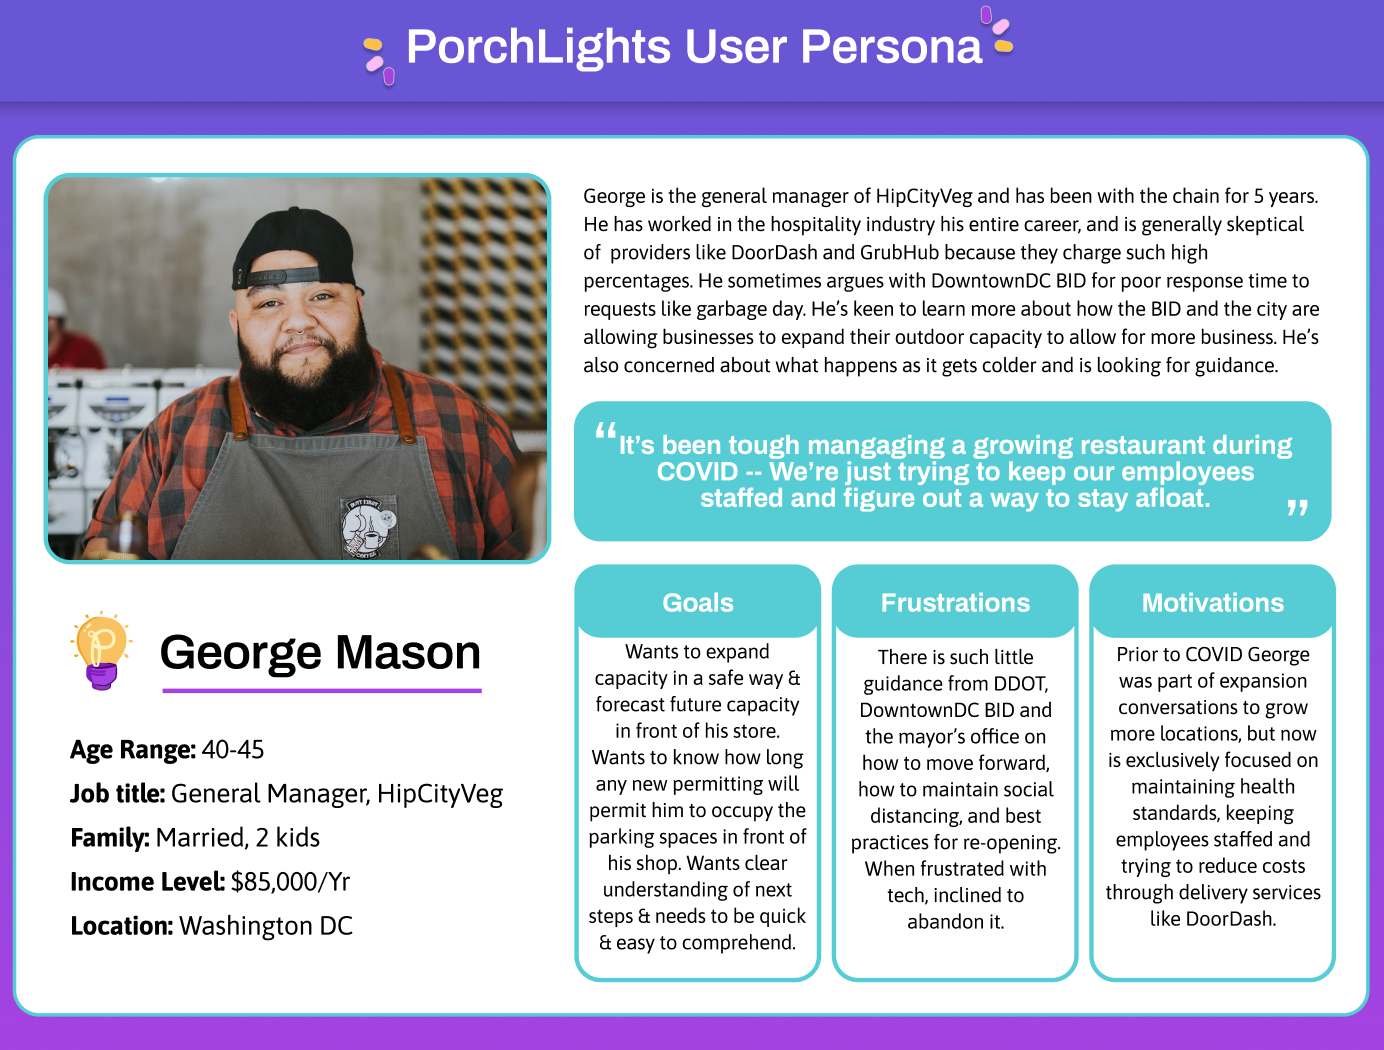 PorchLights User Persona
George is the general manager of HipCityVeg and has been with the chain for 5 years.
He has worked in the hospitality industry his entire career, and is generally skeptical
of  providers like DoorDash and GrubHub because they charge such high
percentages. He sometimes argues with DowntownDC BID for poor response time to
requests like garbage day. He’s keen to learn more about how the BID and the city are
allowing businesses to expand their outdoor capacity to allow for more business. He’s
also concerned about what happens as it gets colder and is looking for guidance.
“It’s been tough mangaging a growing restaurant during
COVID -- We’re just trying to keep our employees
staffed and figure out a way to stay afloat.
”
BUT FIRST
COFFEE
P
George Mason
Age Range: 40-45
Job title: General Manager, HipCityVeg
Family: Married, 2 kids
Income Level: $85,000/Yr
Location: Washington DC
Goals
Wants to expand
capacity in a safe way &
forecast future capacity
in front of his store.
Wants to know how long
any new permitting will
permit him to occupy the
parking spaces in front of
his shop. Wants clear
understanding of next
steps & needs to be quick
& easy to comprehend.
Frustrations
There is such little
guidance from DDOT,
DowntownDC BID and
the mayor’s office on
how to move forward,
how to maintain social
distancing, and best
practices for re-opening.
When frustrated with
tech, inclined to
abandon it.
Motivations
Prior to COVID George
was part of expansion
conversations to grow
more locations, but now
is exclusively focused on
maintaining health
standards, keeping
employees staffed and
trying to reduce costs
through delivery services
like DoorDash.